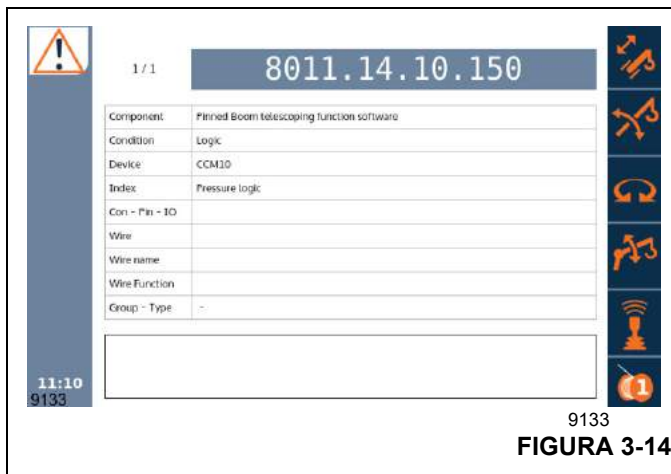 1/1
8011.14.10.150
Component Pinned Boom telescoping function software
Condition Logic
Device CCM10
Index Pressure logic
Con - Pin - IO
Wire
Wire name
Wire Function
Group - Type -
11:10
9133
1
9133
FIGURA 3-14